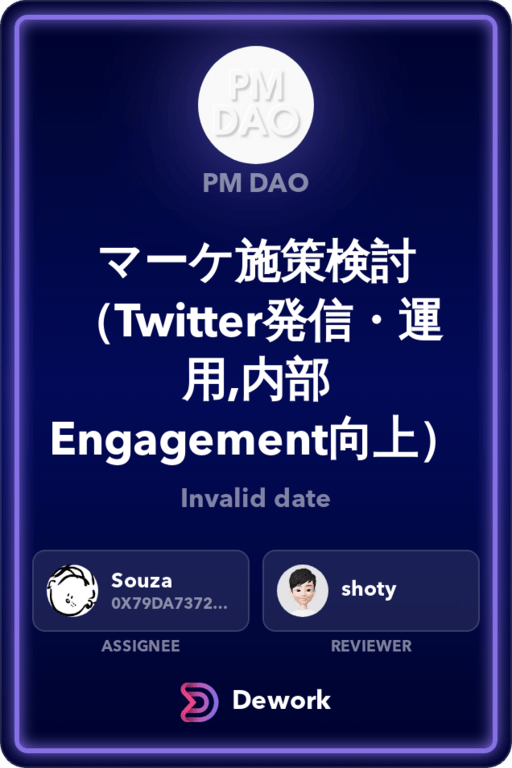 PM
DAO
PM DAO
マーケ施策検討
（Twitter発信・運
用,内部
Engagement向上）
Invalid date
Souza
0X79DA7372...
shoty
ASSIGNEE
REVIEWER
Dework